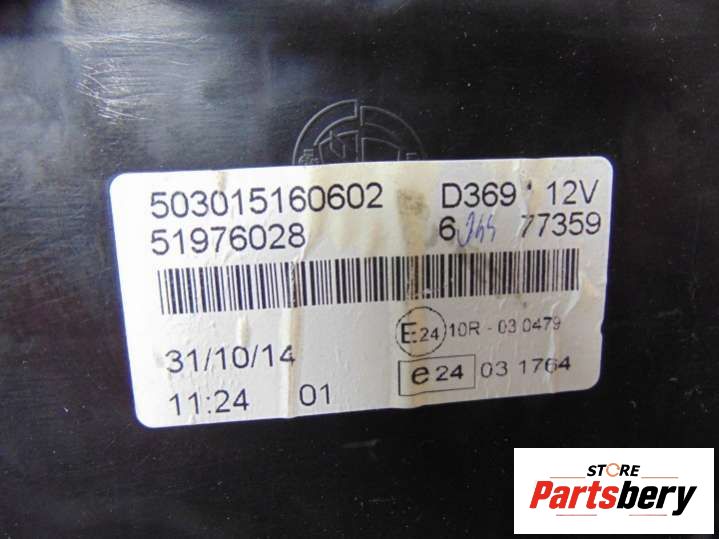 503015160602 D369 12V
51976028 6 77359
31/10/14
E24 10R - 03 0479
e24 03 1764
11:24 01
STORE
Partsbery